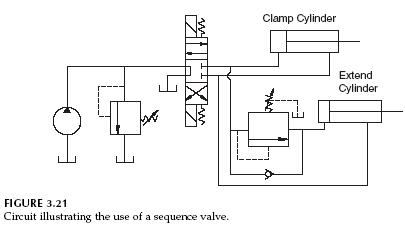 Clamp Cylinder
Extend
Cylinder
FIGURE 3.21
Circuit illustrating the use of a sequence valve.